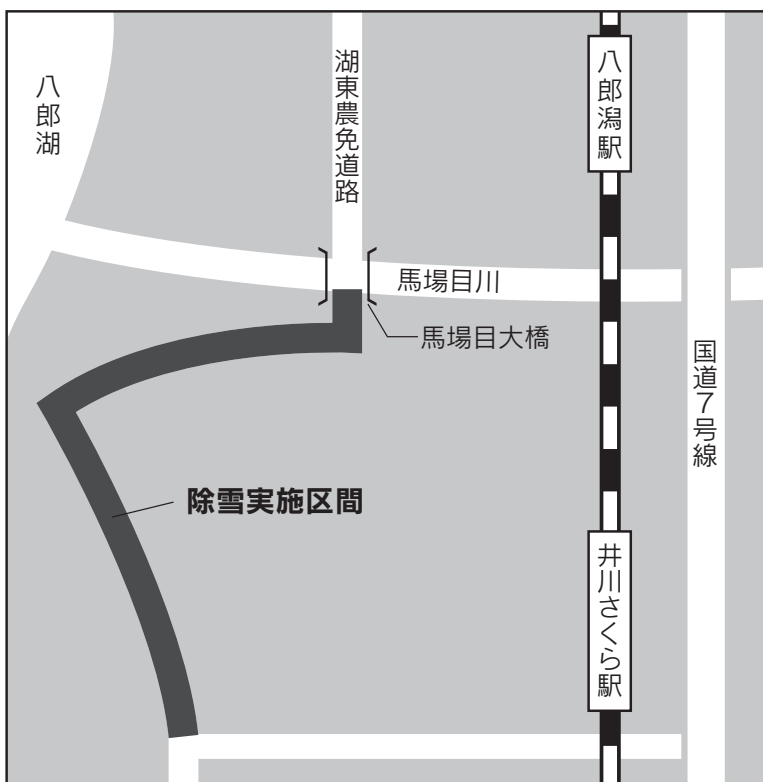 八郎湖
湖東農免道路
八郎潟駅
馬場目川
馬場目大橋
国道7号線
除雪実施区間
井川さくら駅